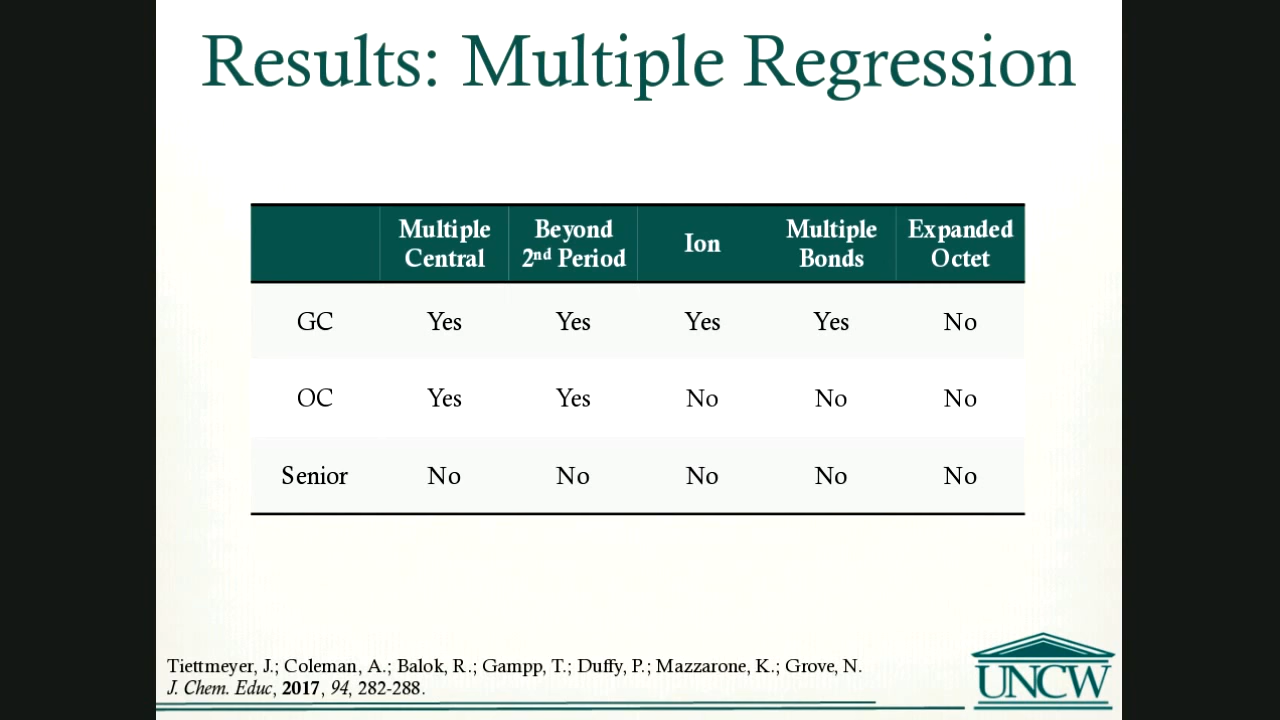 Results: Multiple Regression
Multiple Central Beyond 2nd Period Ion Multiple Bonds Expanded Octet
GC Yes Yes Yes Yes No
OC Yes Yes No No No
Senior No No No No No
Tiettmeyer, J.; Coleman, A.; Balok, R.; Gampp, T.; Duffy, P.; Mazzarone, K.; Grove, N.
J. Chem. Educ, 2017, 94, 282-288.
UNCW